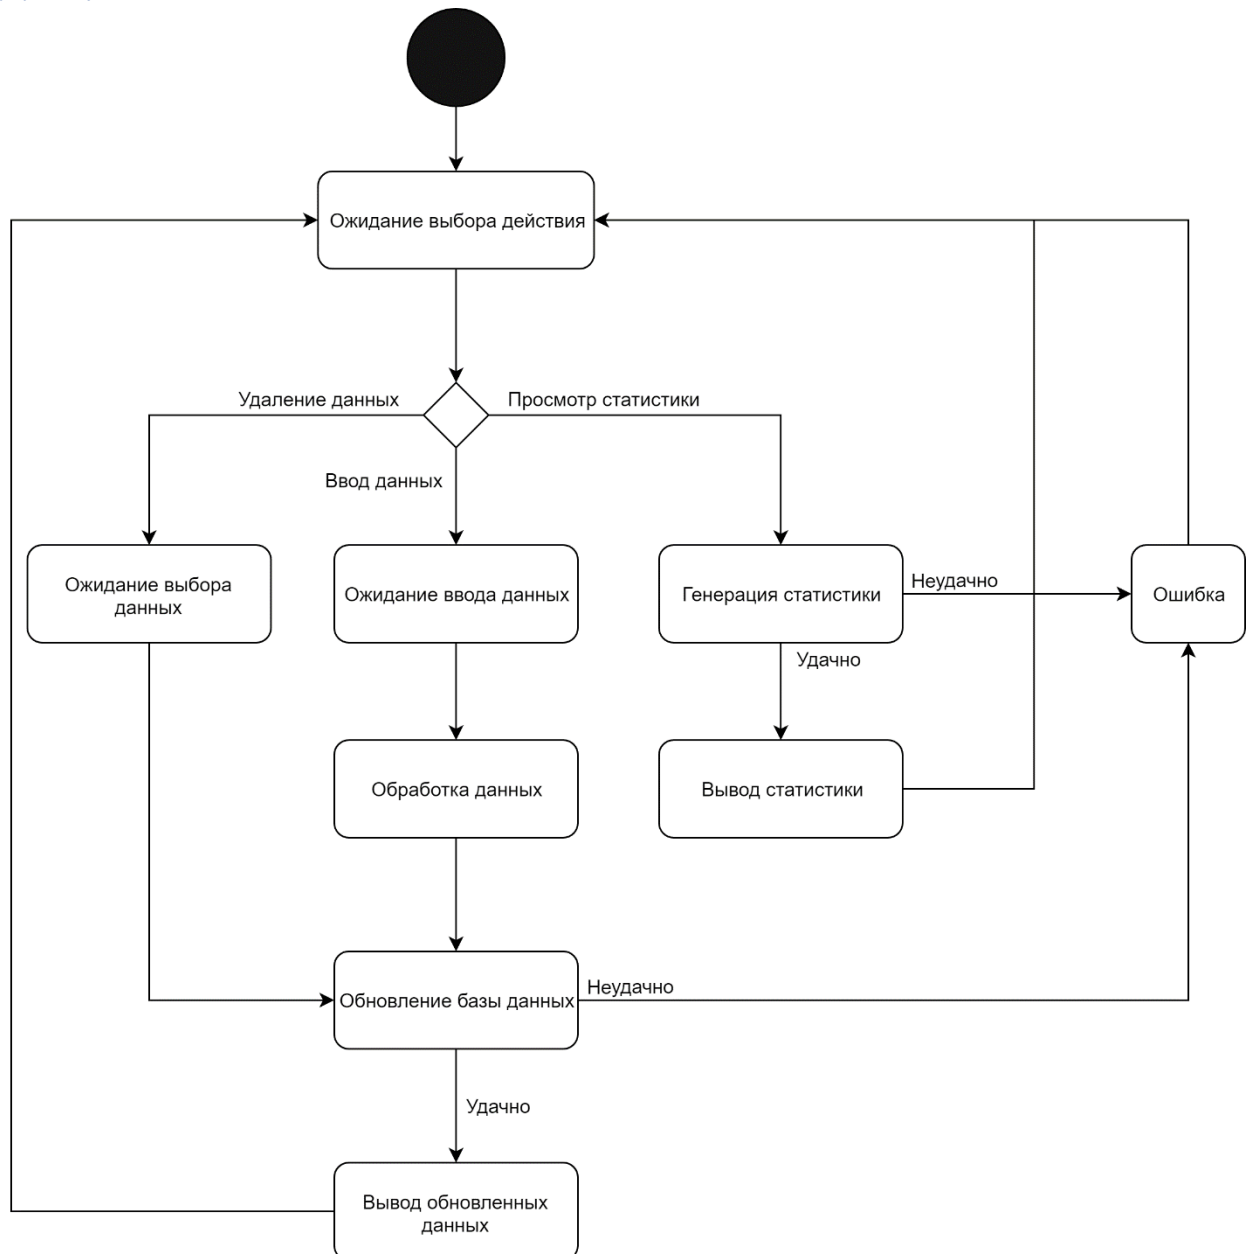 Ожидание выбора действия
Удаление данных
Просмотр статистики
Ввод данных
Ожидание выбора
данных
Ожидание ввода данных
Генерация статистики
Неудачно
Ошибка
Удачно
Обработка данных
Вывод статистики
Обновление базы данных
Неудачно
Удачно
Вывод обновленных
данных